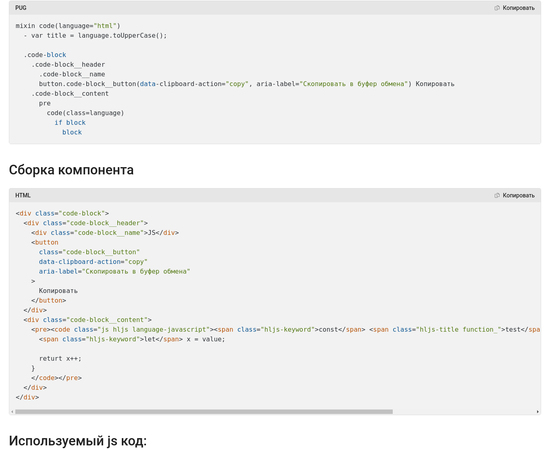 PUG Копировать
mixin code(language="html")
- var title = language.toUpperCase();
.code-block
.code-block__header
.code-block__name
button.code-block__button(data-clipboard-action="copy", aria-label="Скопировать в буфер обмена") Копировать
.code-block__content
pre
code(class=language)
if block
block
Сборка компонента
HTML Копировать
<div class="code-block">
<div class="code-block__header">
<div class="code-block__name">JS</div>
<button
class="code-block__button"
data-clipboard-action="copy"
aria-label="Скопировать в буфер обмена"
>
Копировать
</button>
</div>
<div class="code-block__content">
<pre><code class="js hljs language-javascript"><span class="hljs-keyword">const</span> <span class="hljs-title function_">test</spa
<span class="hljs-keyword">let</span> x = value;
returt x++;
}
</code></pre>
</div>
</div>
Используемый js код: